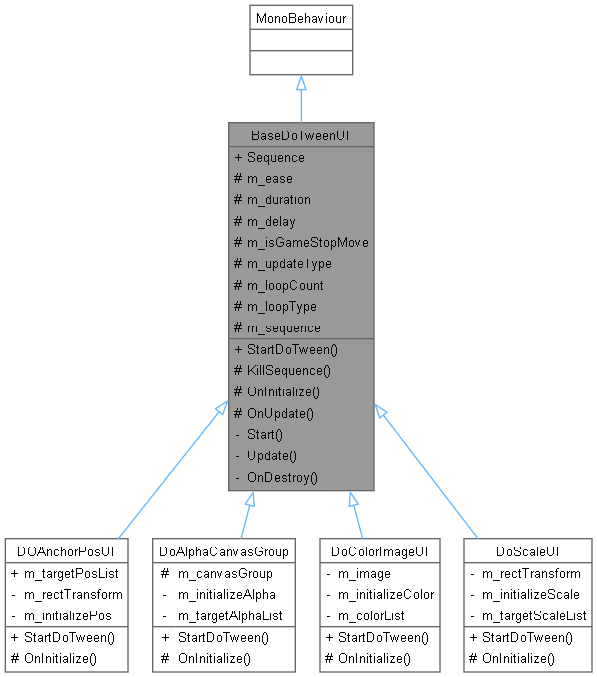 MonoBehaviour
BaseDoTweenUI
+ Sequence
# m_ease
# m_duration
# m_delay
# m_isGameStopMove
# m_updateType
# m_loopCount
# m_loopType
# m_sequence
+ StartDoTween()
# KillSequence()
# OnInitialize()
# OnUpdate()
- Start()
- Update()
- OnDestroy()
DOAnchorPosUI
+ m_targetPosList
- m_rectTransform
- m_initializePos
+ StartDoTween()
# OnInitialize()
DoAlphaCanvasGroup
# m_canvasGroup
- m_initializeAlpha
- m_targetAlphaList
+ StartDoTween()
# OnInitialize()
DoColorImageUI
- m_image
- m_initializeColor
- m_colorList
+ StartDoTween()
# OnInitialize()
DoScaleUI
- m_rectTransform
- m_initializeScale
- m_targetScaleList
+ StartDoTween()
# OnInitialize()